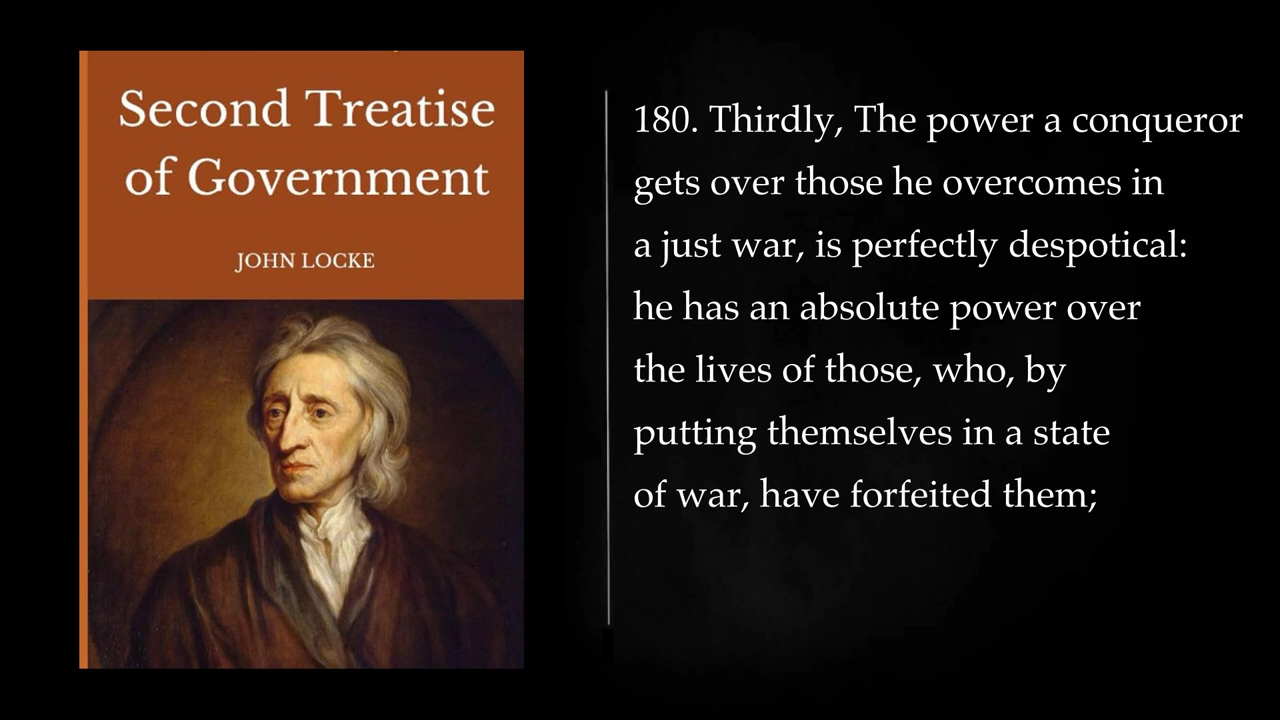 Second Treatise
of Government
JOHN LOCKE
180. Thirdly, The power a conqueror
gets over those he overcomes in
a just war, is perfectly despotical:
he has an absolute power over
the lives of those, who, by
putting themselves in a state
of war, have forfeited them;